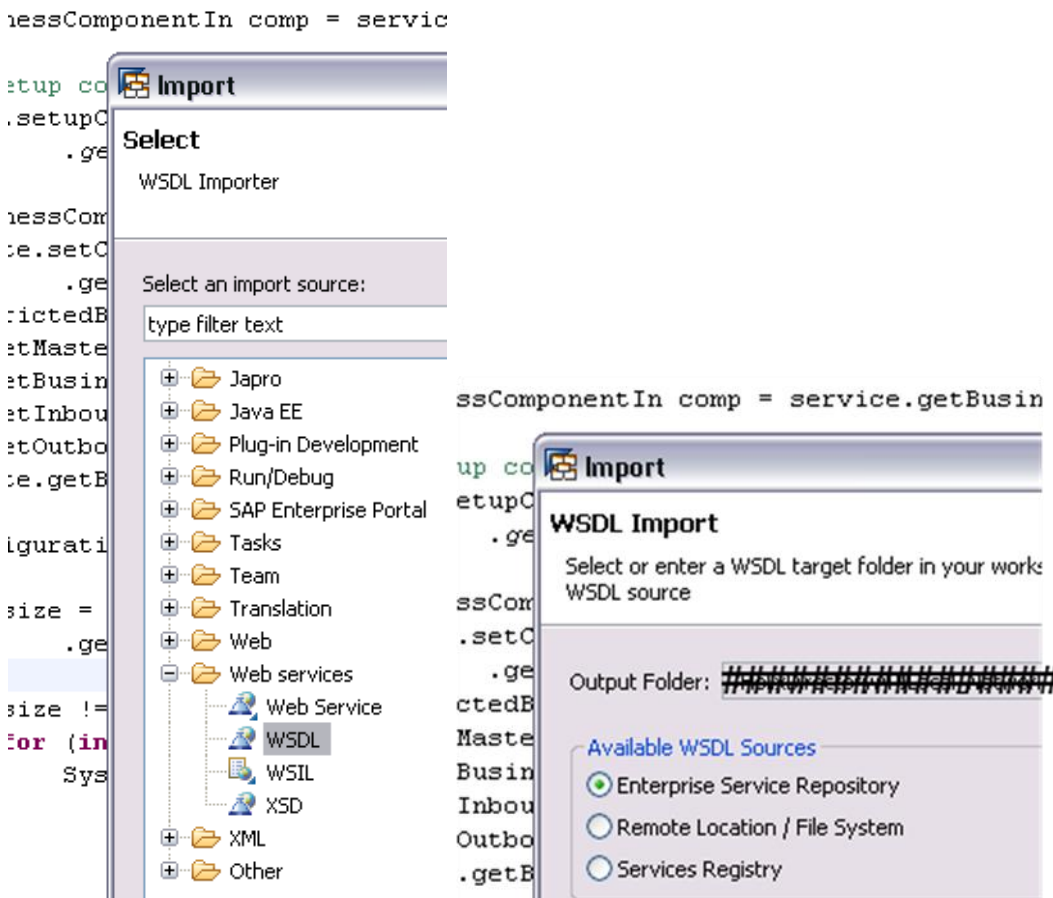 nessComponentIn comp = servic
Import
etup co
.setupC
.ge
Select
WSDL Importer
nessCom
te.setC
.ge
Select an import source:
rictedB
type filter text
etMaste
etBusin
Japro
etInbou
Java EE
etOutbo
Plug-in Development
te.getB
Run/Debug
SAP Enterprise Portal
igurati
Tasks
Team
size =
Translation
.ge
Web
Web services
size !=
Web Service
for (in
WSDL
Sys
WSIL
XSD
XML
Other
ssComponentIn comp = service.getBusin
Import
up co
etupC
.ge
WSDL Import
Select or enter a WSDL target folder in your works
WSDL source
ssCom
.setC
.ge
Output Folder:
ctedB
Maste
Available WSDL Sources
Busin
Enterprise Service Repository
Inbou
Remote Location / File System
Outbo
Services Registry
.getB